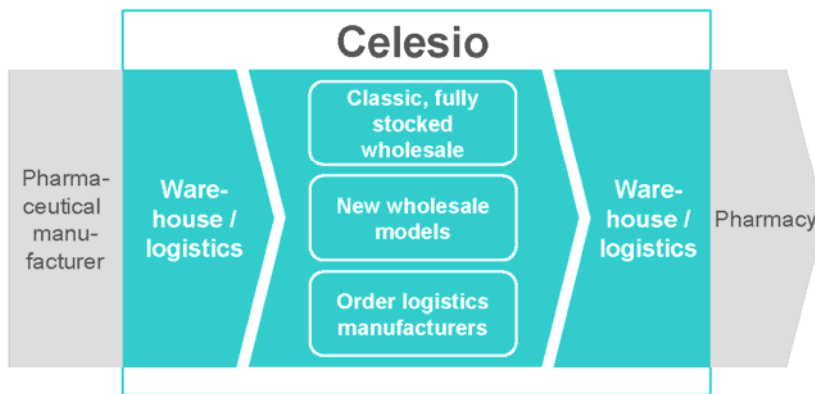 Celesio
Pharma-
ceutical
manu-
facturer
Ware-
house /
logistics
Classic, fully
stocked
wholesale
New wholesale
models
Order logistics
manufacturers
Ware-
house /
logistics
Pharmacy